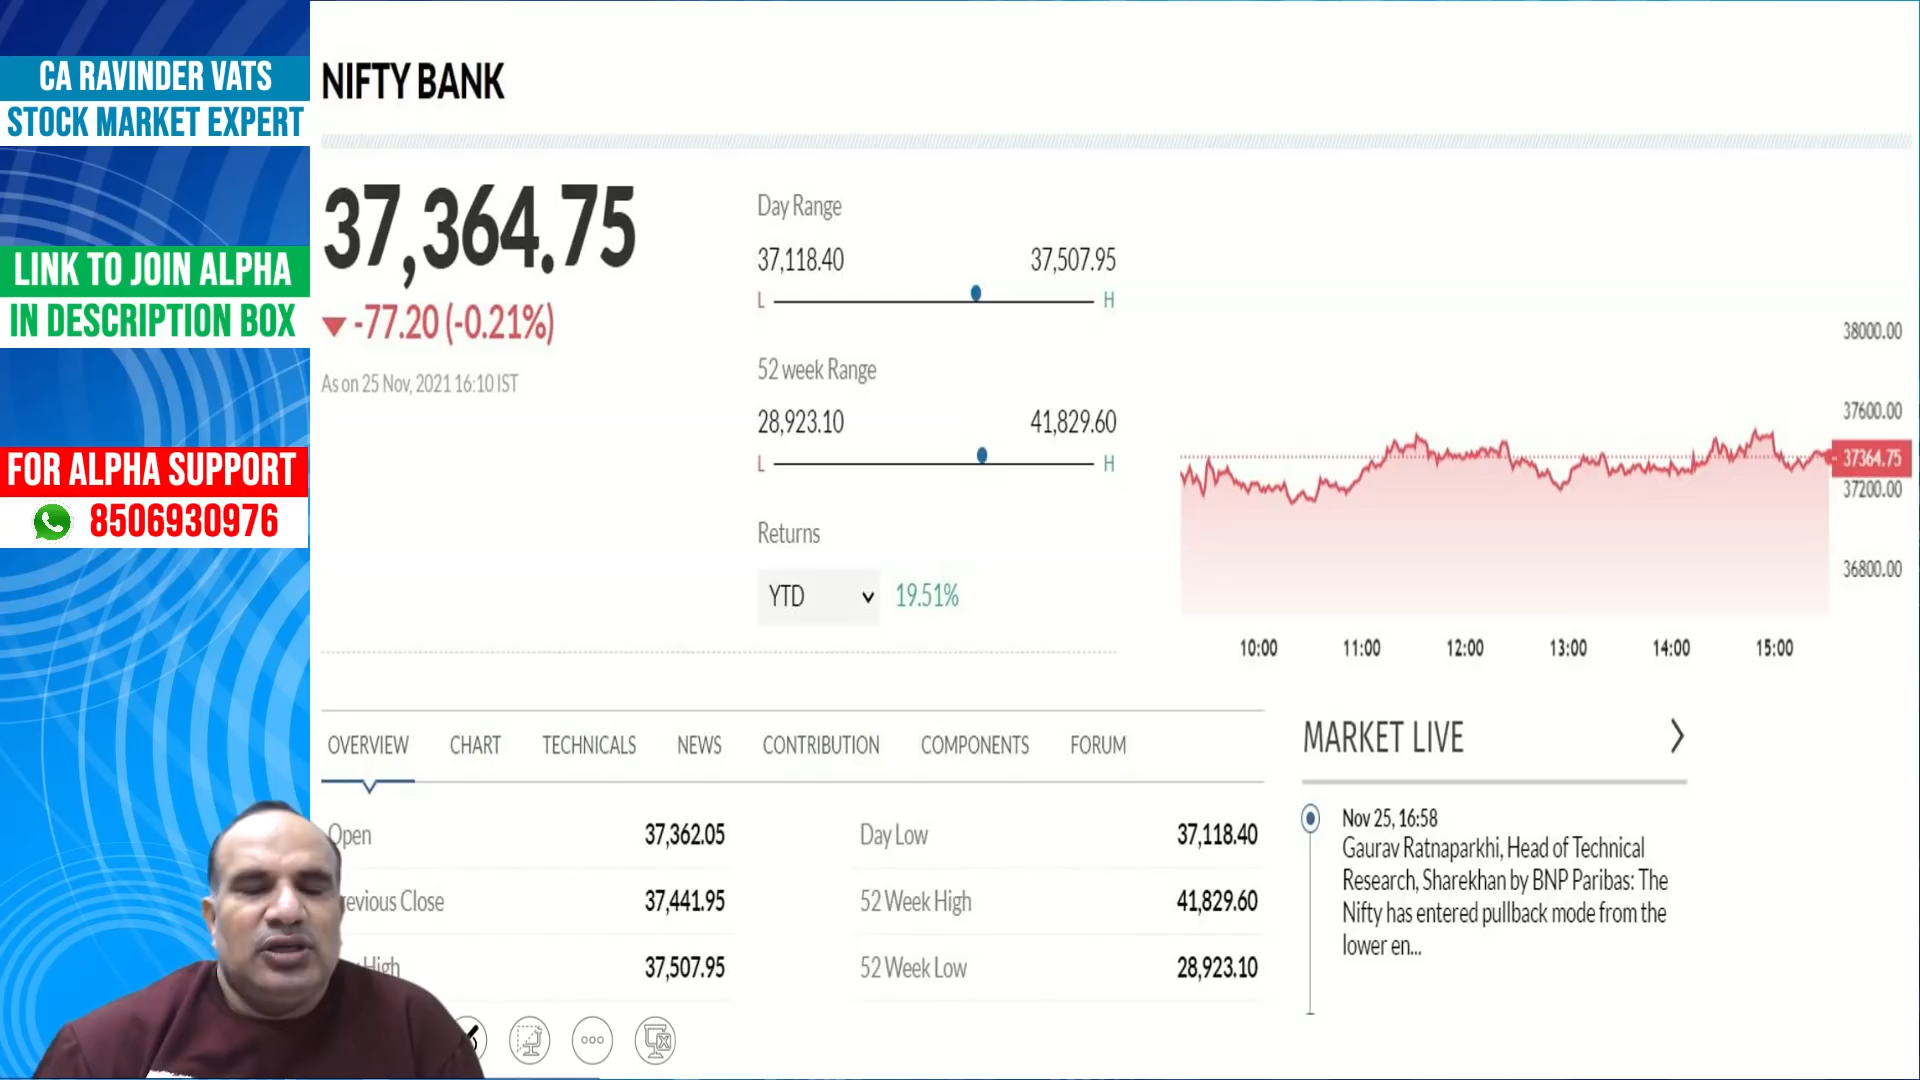 CA RAVINDER VATS
STOCK MARKET EXPERT
LINK TO JOIN ALPHA
IN DESCRIPTION BOX
FOR ALPHA SUPPORT
8506930976
NIFTY BANK
37,364.75
-77.20 (-0.21%)
As on 25 Nov, 2021 16:10 IST
Day Range
37,118.40 37,507.95
L H
52 week Range
28,923.10 41,829.60
L H
Returns
YTD 19.51%
38000.00
37600.00
37364.75
37200.00
36800.00
10:00 11:00 12:00 13:00 14:00 15:00
OVERVIEW CHART TECHNICALS NEWS CONTRIBUTION COMPONENTS FORUM
Open 37,362.05 Day Low 37,118.40
revious Close 37,441.95 52 Week High 41,829.60
High 37,507.95 52 Week Low 28,923.10
MARKET LIVE
Nov 25, 16:58
Gaurav Ratnaparkhi, Head of Technical
Research, Sharekhan by BNP Paribas: The
Nifty has entered pullback mode from the
lower en...